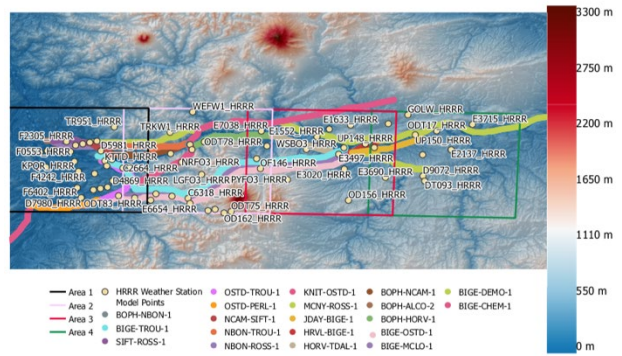 3300 m
2750 m
2200 m
1650 m
1110 m
550 m
0 m
WEFW1_HRRR
TR951_HRRR
TRKW1_HRRR
E7038_HRRR
E1633_HRRR
GOLW_HRRR
F2305_HRRR
E1552_HRRR
ODT17_HRRR
E3715_HRRR
D5981_HRRR
ODT78_HRRR
WSBO3_HRRR
UP148_HRRR
UP150_HRRR
F0553_HRRR
KTTD_HRRR
NRFO3_HRRR
OF146_HRRR
E3497_HRRR
E2137_HRRR
KPOR_HRRR
C2664_HRRR
F4242_HRRR
D4869_HRRR
LGFO3_HRRR
PYFO3_HRRR
E3020_HRRR
E3690_HRRR
D9072_HRRR
F6402_HRRR
C6318_HRRR
DT093_HRRR
D7980_HRRR
ODT83_HRRR
E6654_HRRR
ODT75_HRRR
OD156_HRRR
OD162_HRRR
Area 1
Area 2
Area 3
Area 4
HRRR Weather Station
Model Points
BOPH-NBON-1
BIGE-TROU-1
SIFT-ROSS-1
OSTD-TROU-1
OSTD-PERL-1
NCAM-SIFT-1
NBON-TROU-1
NBON-ROSS-1
KNIT-OSTD-1
MCNY-ROSS-1
JDAY-BIGE-1
HRVL-BIGE-1
HORV-TDAL-1
BOPH-NCAM-1
BOPH-ALCO-2
BOPH-HORV-1
BIGE-OSTD-1
BIGE-MCLO-1
BIGE-DEMO-1
BIGE-CHEM-1